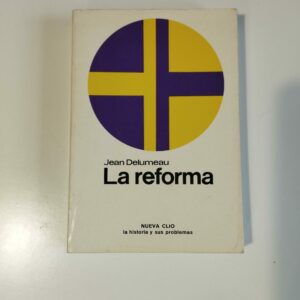 Jean Delumeau
La reforma
NUEVA CLIO
la historia y sus problemas